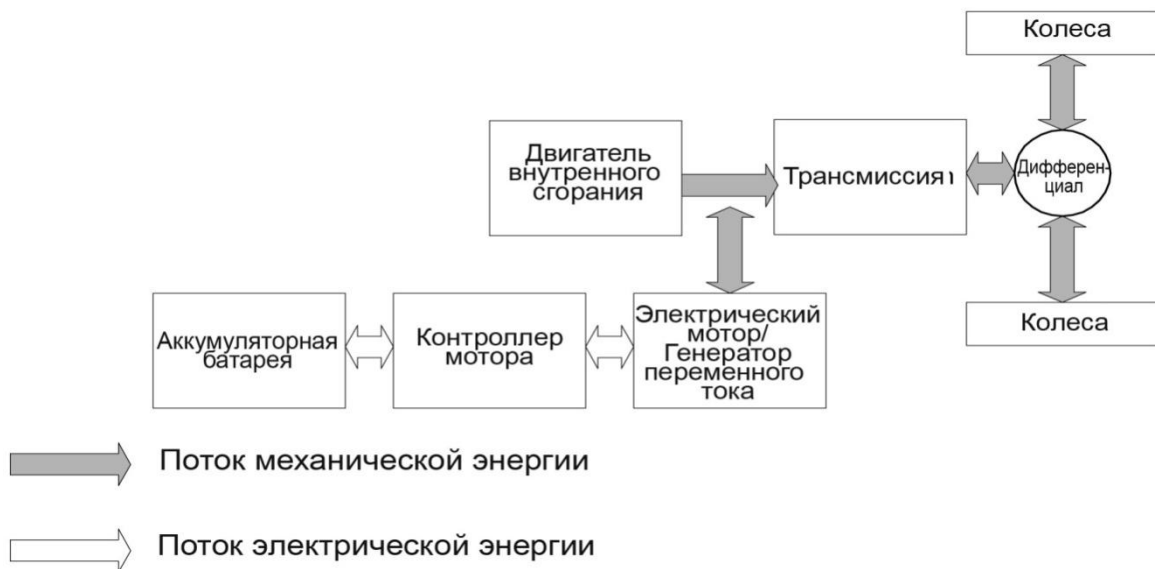 Колеса
Двигатель
внутренного
сгорания
Трансмиссия
Дифферен-
циал
Аккумуляторная
батарея
Контроллер
мотора
Электрический
мотор/
Генератор
переменного
тока
Колеса
Поток механической энергии
Поток электрической энергии